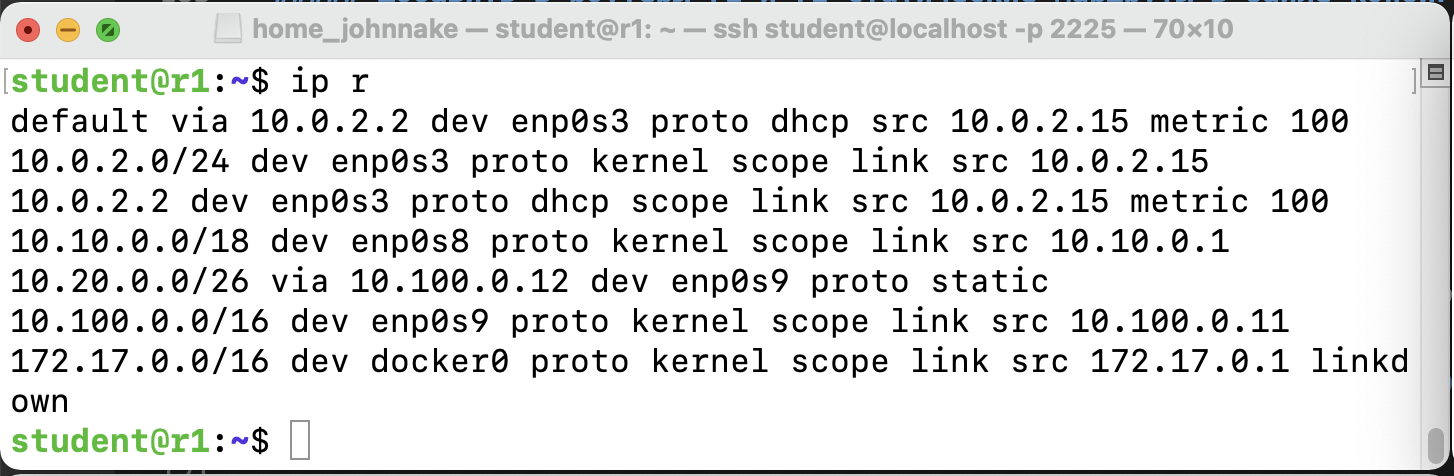 home_johnnake — student@r1: ~ — ssh student@localhost -p 2225 — 70×10
[student@r1:~$ ip r ]
default via 10.0.2.2 dev enp0s3 proto dhcp src 10.0.2.15 metric 100
10.0.2.0/24 dev enp0s3 proto kernel scope link src 10.0.2.15
10.0.2.2 dev enp0s3 proto dhcp scope link src 10.0.2.15 metric 100
10.10.0.0/18 dev enp0s8 proto kernel scope link src 10.10.0.1
10.20.0.0/26 via 10.100.0.12 dev enp0s9 proto static
10.100.0.0/16 dev enp0s9 proto kernel scope link src 10.100.0.11
172.17.0.0/16 dev docker0 proto kernel scope link src 172.17.0.1 linkd
own
student@r1:~$